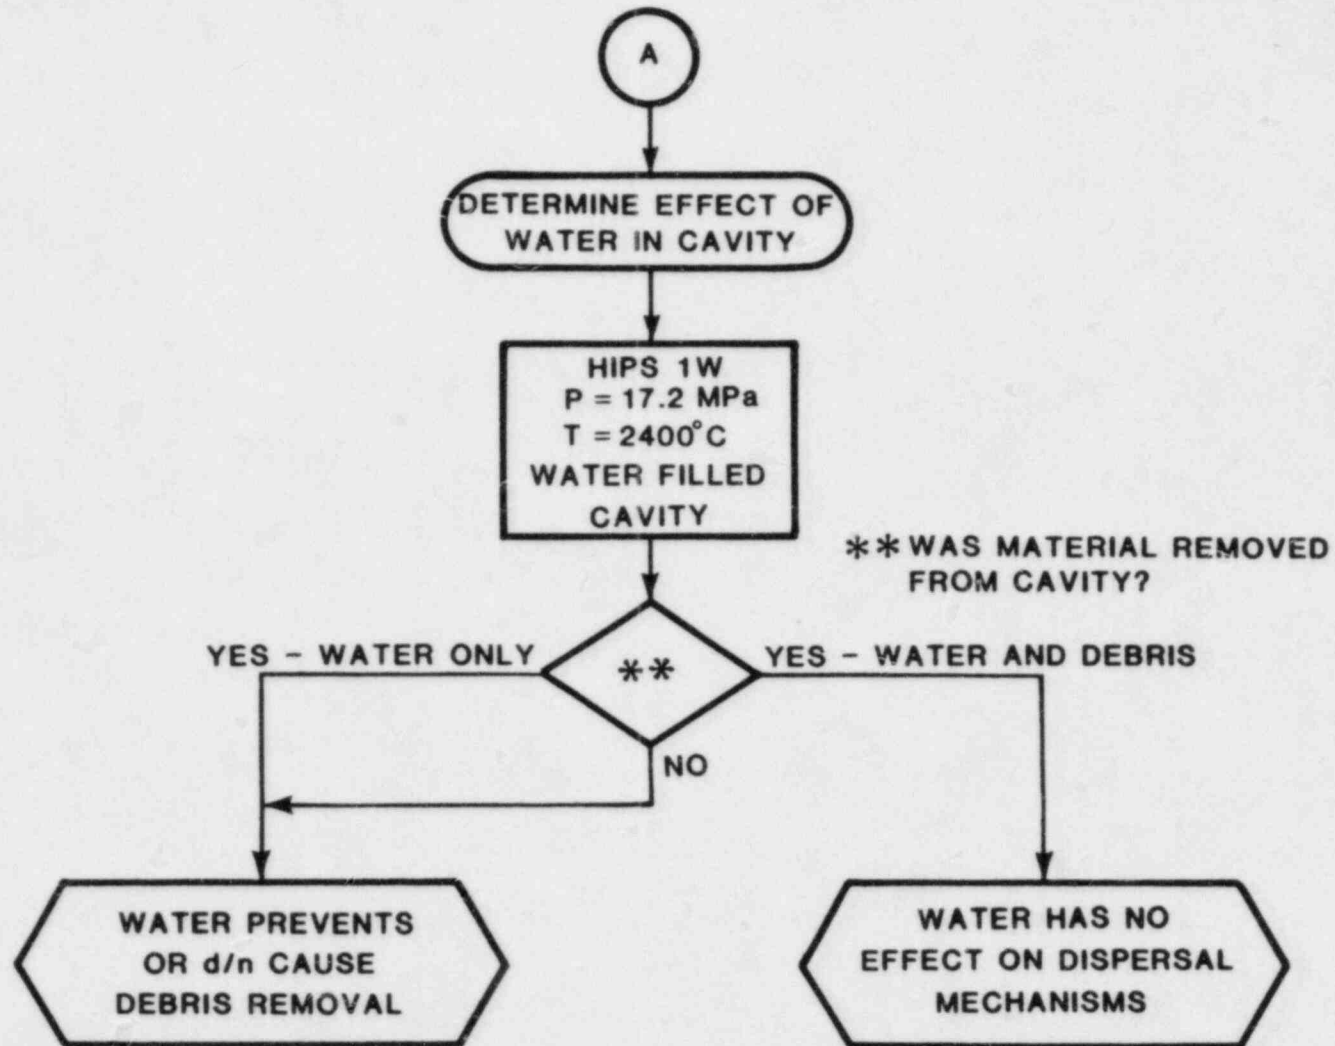 A
DETERMINE EFFECT OF
WATER IN CAVITY
HIPS 1W
P = 17.2 MPa
T = 2400°C
WATER FILLED
CAVITY
** WAS MATERIAL REMOVED
FROM CAVITY?
YES - WATER ONLY
**
YES - WATER AND DEBRIS
NO
WATER PREVENTS
OR d/n CAUSE
DEBRIS REMOVAL
WATER HAS NO
EFFECT ON DISPERSAL
MECHANISMS